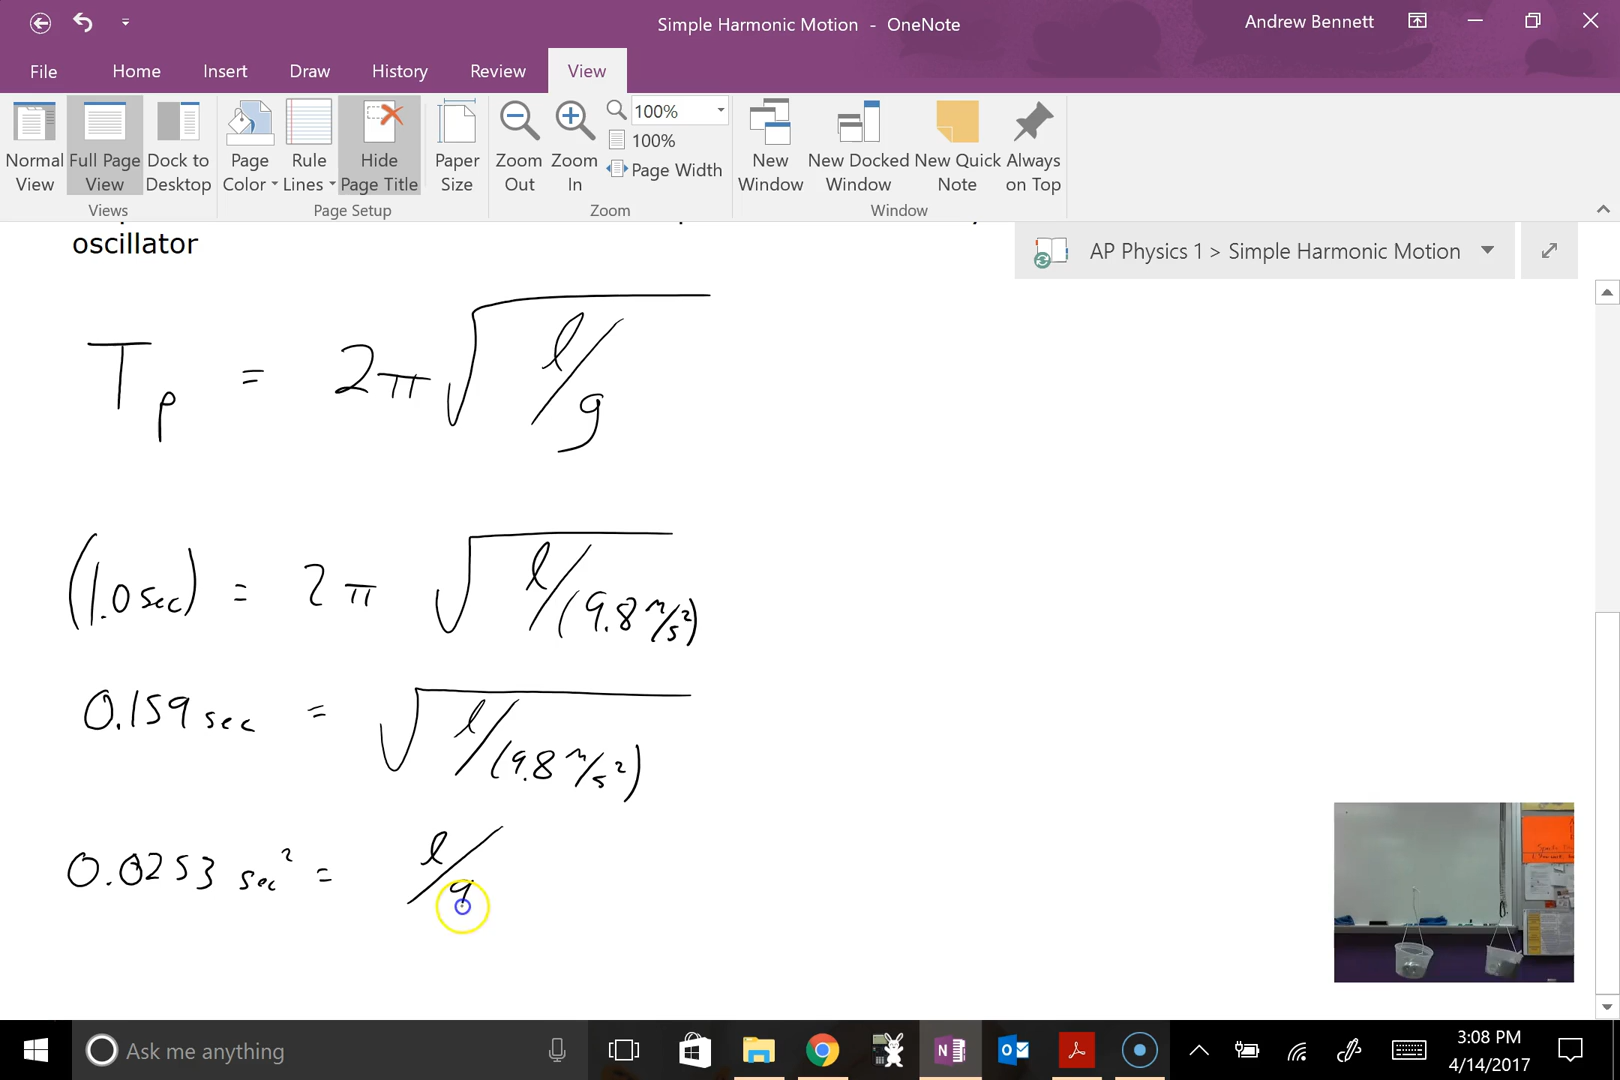 Simple Harmonic Motion - OneNote
Andrew Bennett
File Home Insert Draw History Review View
Normal View
Full Page View
Dock to Desktop
Page Color
Rule Lines
Hide Page Title
Paper Size
Zoom Out
Zoom In
100%
100%
Page Width
New Window
New Docked Window
New Quick Note
Always on Top
Views
Page Setup
Zoom
Window
oscillator
AP Physics 1 > Simple Harmonic Motion
Tp = 2π√l/g
(1.0 sec) = 2π √l/(9.8 m/s²)
0.159 sec = √l/(9.8 m/s²)
0.0253 sec² = l/9
Ask me anything
3:08 PM
4/14/2017